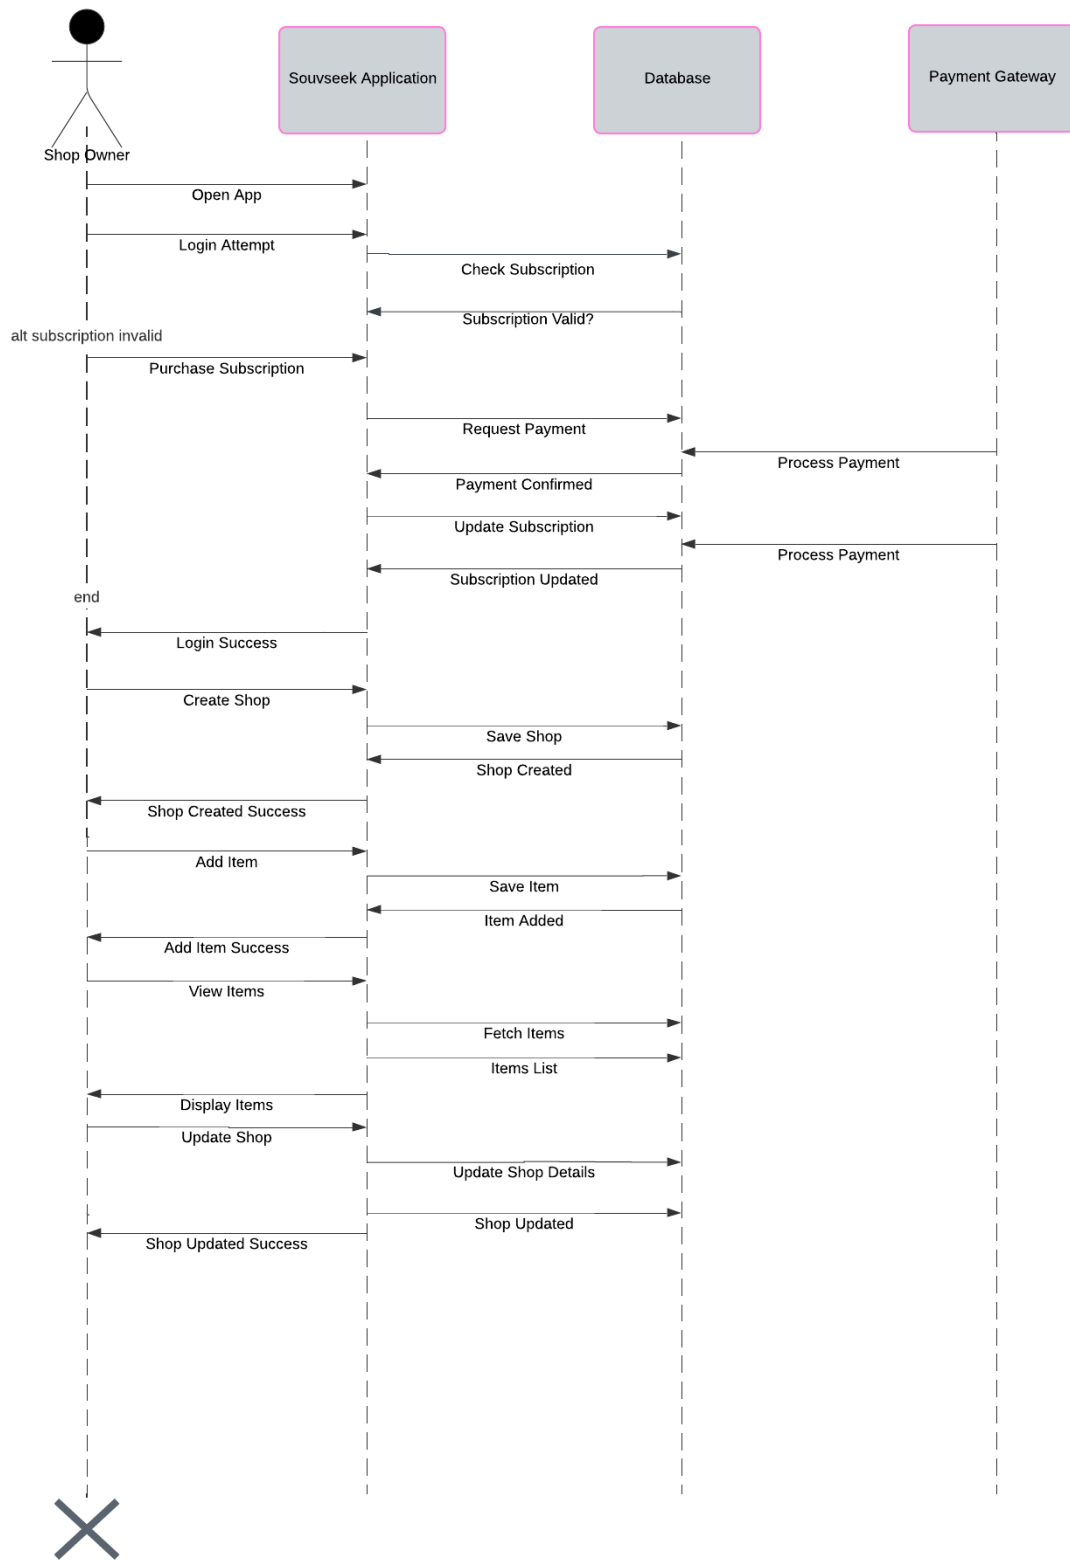 Souvseek Application
Database
Payment Gateway
Shop Owner
Open App
Login Attempt
Check Subscription
Subscription Valid?
alt subscription invalid
Purchase Subscription
Request Payment
Process Payment
Payment Confirmed
Update Subscription
Process Payment
Subscription Updated
end
Login Success
Create Shop
Save Shop
Shop Created
Shop Created Success
Add Item
Save Item
Item Added
Add Item Success
View Items
Fetch Items
Items List
Display Items
Update Shop
Update Shop Details
Shop Updated
Shop Updated Success